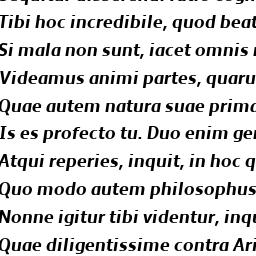 Tibi hoc incredibile, quod beat
Si mala non sunt, iacet omnis
Videamus animi partes, quaru
Quae autem natura suae prim
Is es profecto tu. Duo enim ge
Atqui reperies, inquit, in hoc q
Quo modo autem philosophus
Nonne igitur tibi videntur, inq
Quae diligentissime contra Ari